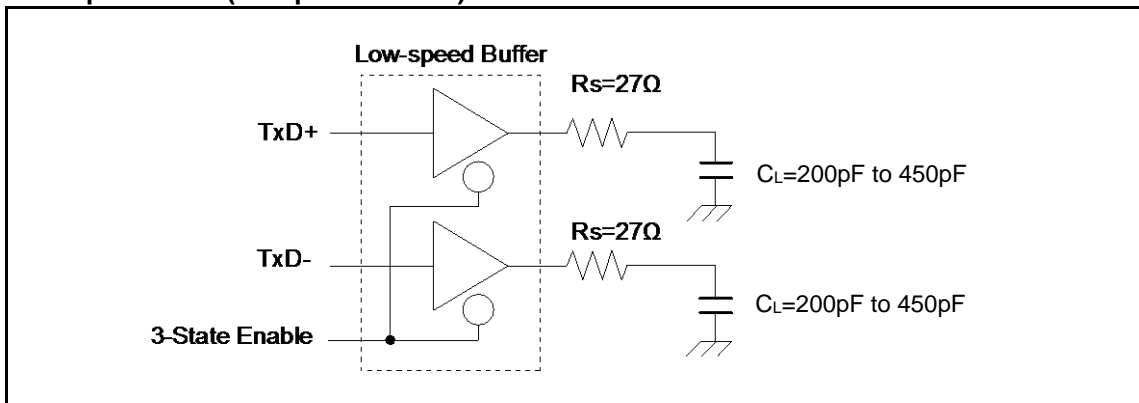 Low-speed Buffer
Rs=27Ω
TxD+
CL=200pF to 450pF
Rs=27Ω
TxD-
CL=200pF to 450pF
3-State Enable